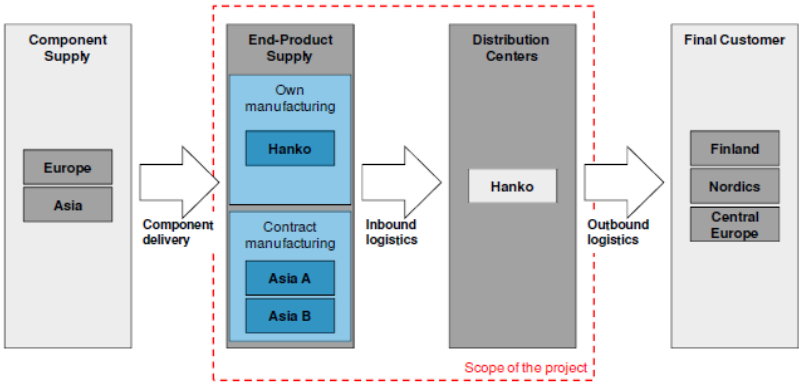 Component
Supply
Europe
Asia
Component
delivery
End-Product
Supply
Own
manufacturing
Hanko
Contract
manufacturing
Asia A
Asia B
Inbound
logistics
Distribution
Centers
Hanko
Outbound
logistics
Final Customer
Finland
Nordics
Central
Europe
Scope of the project